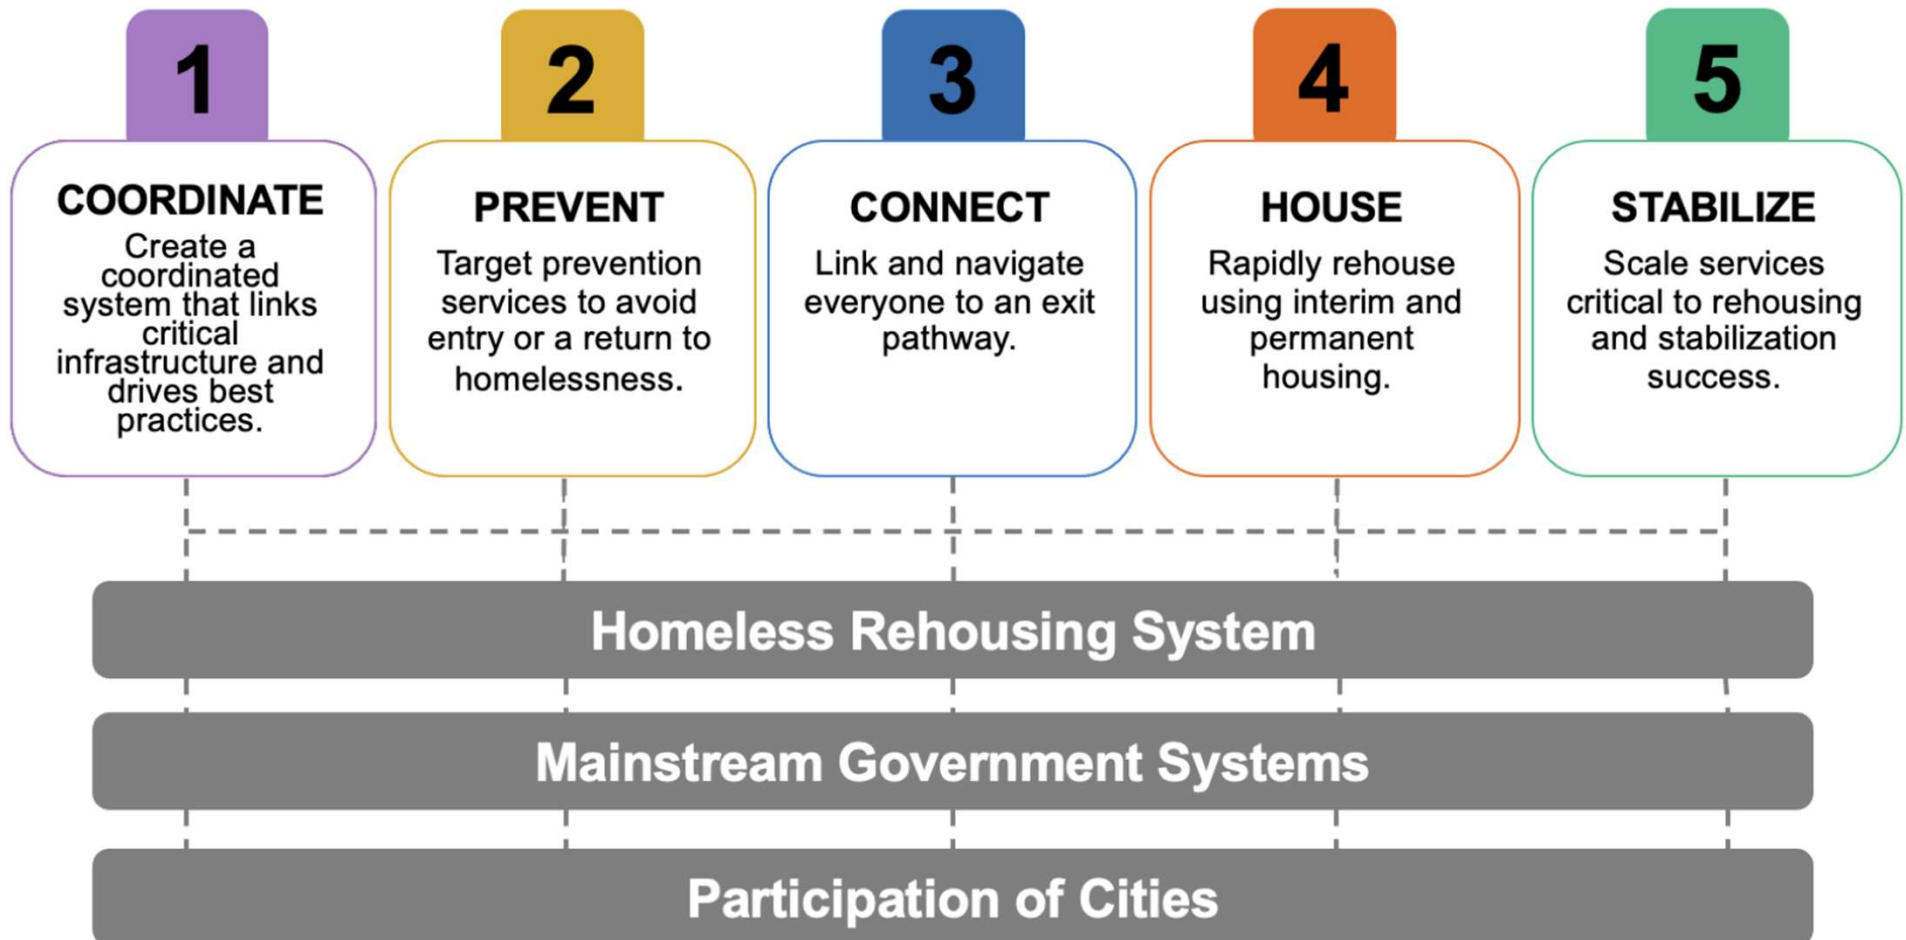 1
COORDINATE
Create a
coordinated
system that links
critical
infrastructure and
drives best
practices.
2
PREVENT
Target prevention
services to avoid
entry or a return to
homelessness.
3
CONNECT
Link and navigate
everyone to an exit
pathway.
4
HOUSE
Rapidly rehouse
using interim and
permanent
housing.
5
STABILIZE
Scale services
critical to rehousing
and stabilization
success.
Homeless Rehousing System
Mainstream Government Systems
Participation of Cities